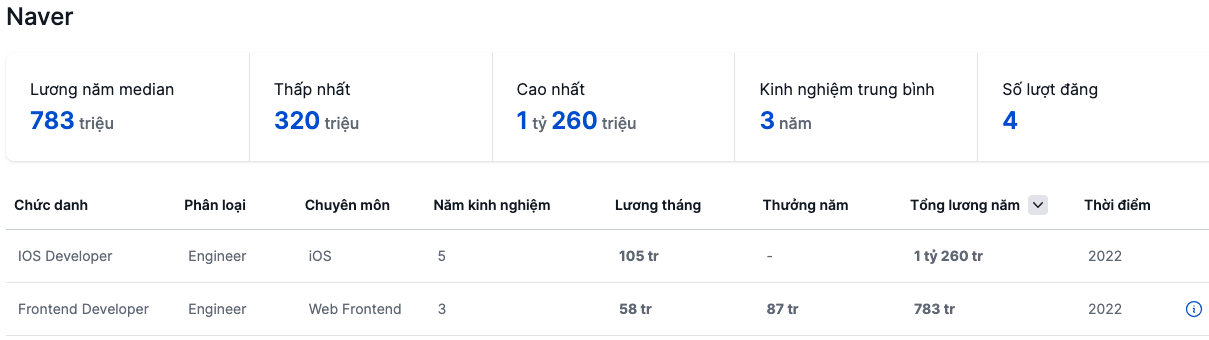 Naver
Lương năm median Thấp nhất Cao nhất Kinh nghiệm trung bình Số lượt đăng
783 triệu 320 triệu 1 tỷ 260 triệu 3 năm 4
Chức danh Phân loại Chuyên môn Năm kinh nghiệm Lương tháng Thưởng năm Tổng lương năm Thời điểm
IOS Developer Engineer iOS 5 105 tr - 1 tỷ 260 tr 2022
Frontend Developer Engineer Web Frontend 3 58 tr 87 tr 783 tr 2022